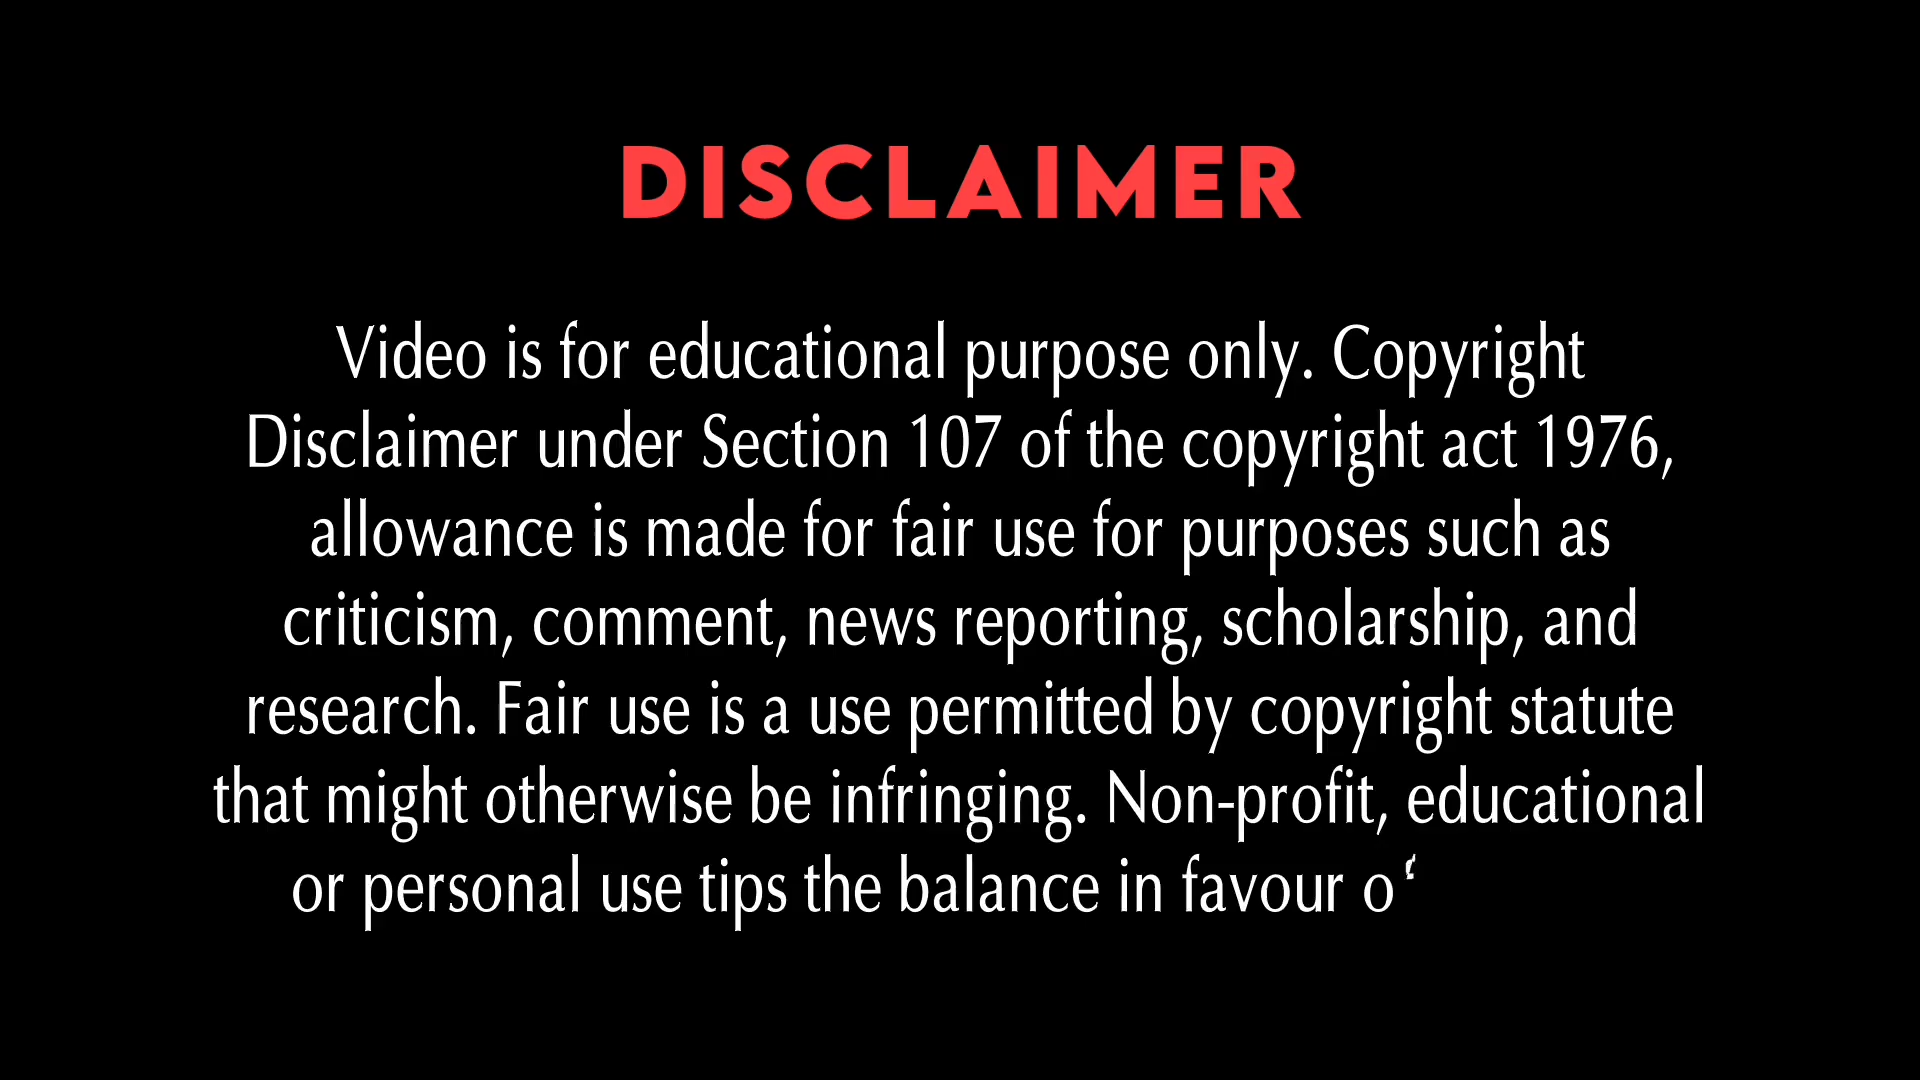 DISCLAIMER
Video is for educational purpose only. Copyright
Disclaimer under Section 107 of the copyright act 1976,
allowance is made for fair use for purposes such as
criticism, comment, news reporting, scholarship, and
research. Fair use is a use permitted by copyright statute
that might otherwise be infringing. Non-profit, educational
or personal use tips the balance in favour